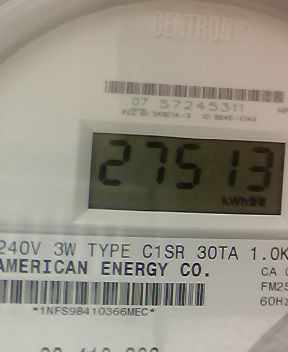 CENTRON®
07 57245311
27513
kWh
240V 3W TYPE C1SR 30TA 1.0K
AMERICAN ENERGY CO.
CA
FM2S
60Hz
*1NFS98410366MEC*